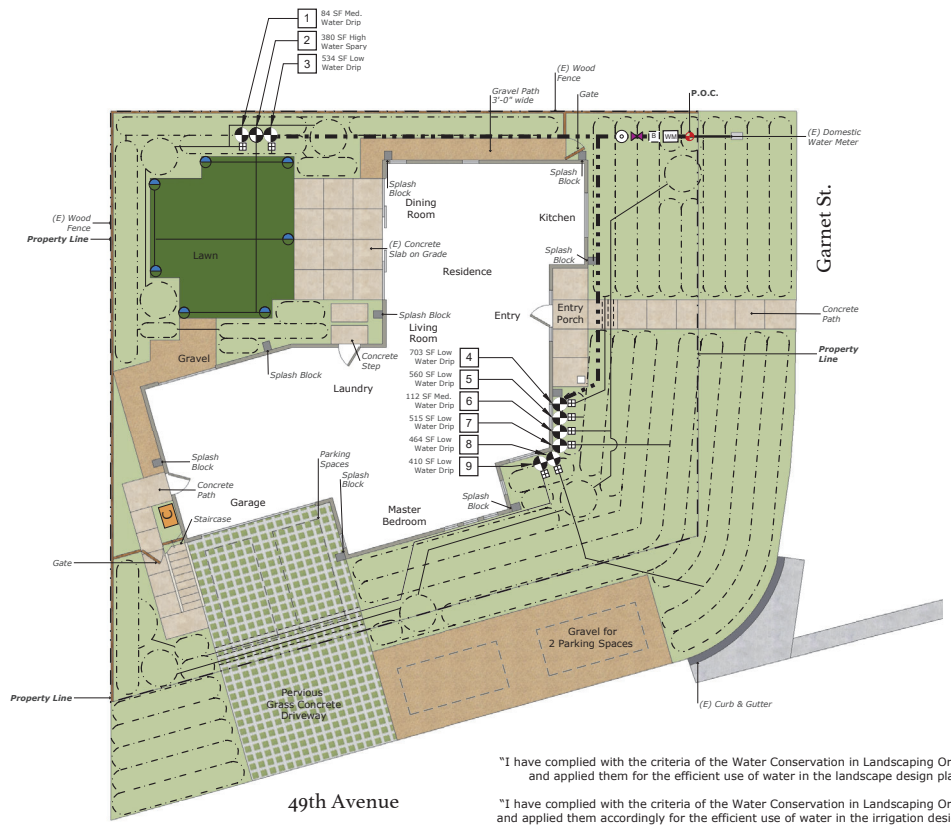 1
84 SF Med.
Water Drip
2
380 SF High
Water Spary
3
534 SF Low
Water Drip
(E) Wood
Fence
Gate
Gravel Path
3'-0" wide
P.O.C.
B
WM
(E) Domestic
Water Meter
Splash
Block
Splash
Block
Dining
Room
Kitchen
Garnet St.
(E) Wood
Fence
Property Line
Lawn
(E) Concrete
Slab on Grade
Splash
Block
Residence
Entry
Entry
Porch
Concrete
Path
Splash Block
Living
Room
Concrete
Step
Splash Block
Gravel
Laundry
Property
Line
703 SF Low
Water Drip
4
560 SF Low
Water Drip
5
112 SF Med.
Water Drip
6
515 SF Low
Water Drip
7
464 SF Low
Water Drip
8
410 SF Low
Water Drip
9
Splash
Block
Concrete
Path
Parking
Spaces
Splash
Block
Splash
Block
Garage
Master
Bedroom
C
Staircase
Gate
Gravel for
2 Parking Spaces
Property Line
Pervious
Grass Concrete
Driveway
(E) Curb & Gutter
49th Avenue
"I have complied with the criteria of the Water Conservation in Landscaping Or
and applied them for the efficient use of water in the landscape design pla
"I have complied with the criteria of the Water Conservation in Landscaping Or
and applied them accordingly for the efficient use of water in the irrigation desi